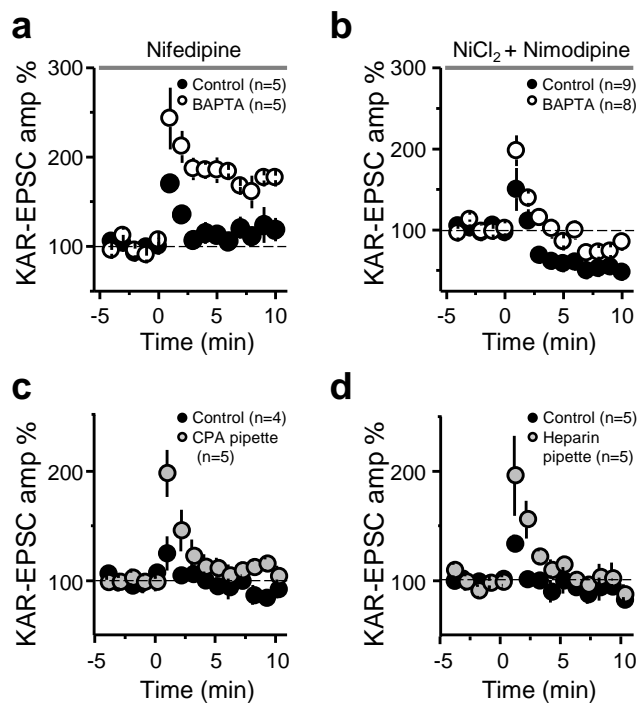 a
Nifedipine
KAR-EPSC amp %
300
200
100
Control (n=5)
BAPTA (n=5)
-5
0
5
10
Time (min)
b
NiCl2 + Nimodipine
KAR-EPSC amp %
300
200
100
Control (n=9)
BAPTA (n=8)
-5
0
5
10
Time (min)
c
KAR-EPSC amp %
200
100
Control (n=4)
CPA pipette
(n=5)
-5
0
5
10
Time (min)
d
KAR-EPSC amp %
200
100
Control (n=5)
Heparin
pipette (n=5)
-5
0
5
10
Time (min)